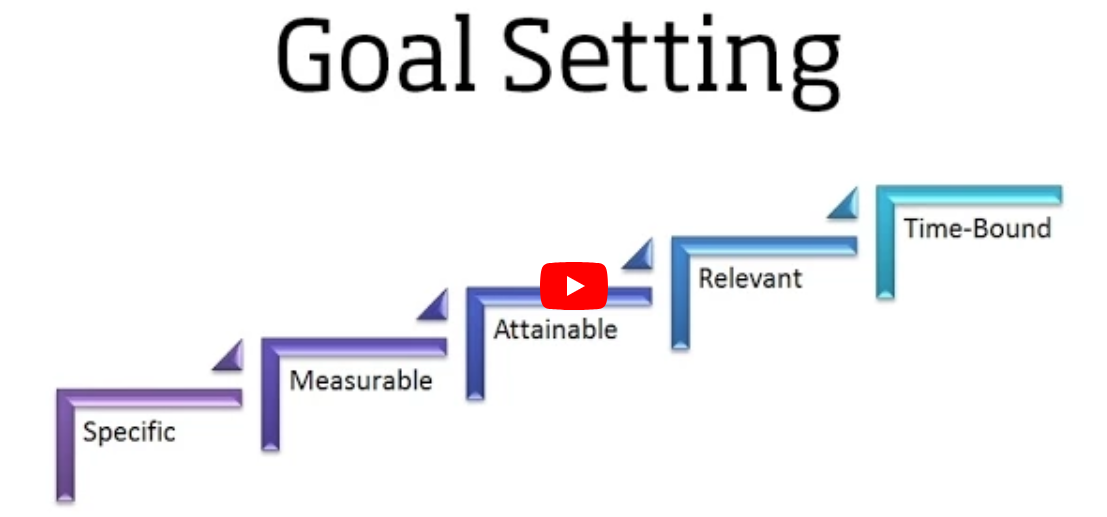 Goal Setting
Specific
Measurable
Attainable
Relevant
Time-Bound